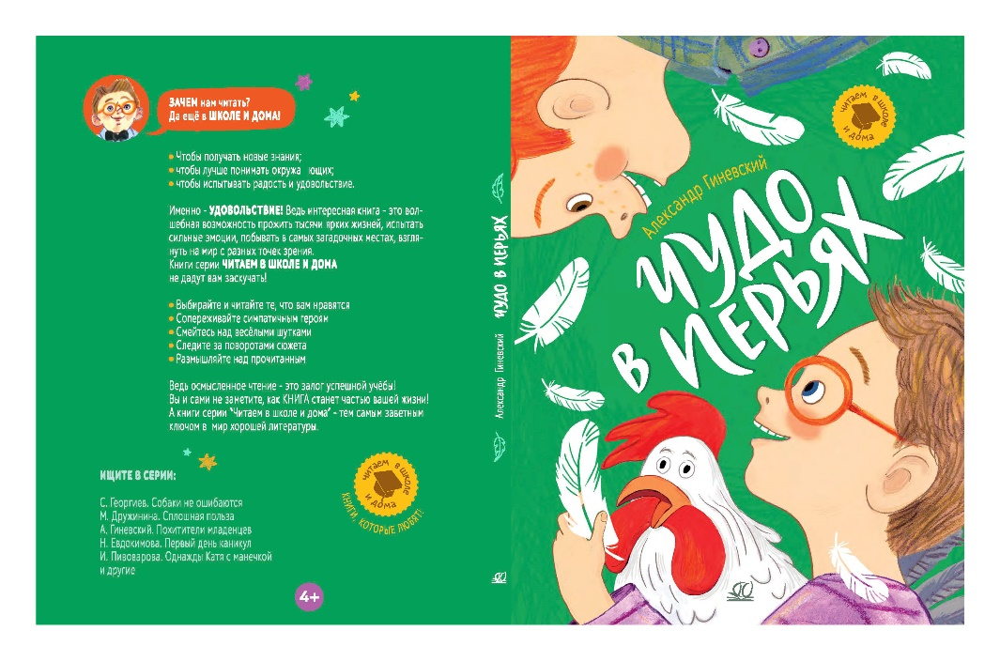 ЗАЧЕМ нам читать?
Да ещё в ШКОЛЕ И ДОМА!
Чтобы получать новые знания;
чтобы лучше понимать окружа ющих;
чтобы испытывать радость и удовольствие.
Именно - УДОВОЛЬСТВИЕ! Ведь интересная книга - это вол-
шебная возможность прожить тысячи ярких жизней, испытать
сильные эмоции, побывать в самых загадочных местах, взгля-
нуть на мир с разных точек зрения.
Книги серии ЧИТАЕМ В ШКОЛЕ И ДОМА
не дадут вам заскучать!
Выбирайте и читайте те, что вам нравятся
Сопереживайте симпатичным героям
Смейтесь над весёлыми шутками
Следите за поворотами сюжета
Размышляйте над прочитанным
Ведь осмысленное чтение - это залог успешной учёбы!
Вы и сами не заметите, как КНИГА станет частью вашей жизни!
А книги серии "Читаем в школе и дома" - тем самым заветным
ключом в мир хорошей литературы.
ИЩИТЕ В СЕРИИ:
С. Георгиев. Собаки не ошибаются
М. Дружинина. Сплошная польза
А. Гиневский. Похитители младенцев
Н. Евдокимова. Первый день каникул
И. Пивоварова. Однажды Катя с манечкой
и другие
читаем в школе
и дома
КНИГИ, КОТОРЫЕ ЛЮБЯТ!
4+
Александр Гиневский ЧУДО В ПЕРЬЯХ
читаем в школе
и дома
Александр Гиневский
ЧУДО
В ПЕРЬЯХ